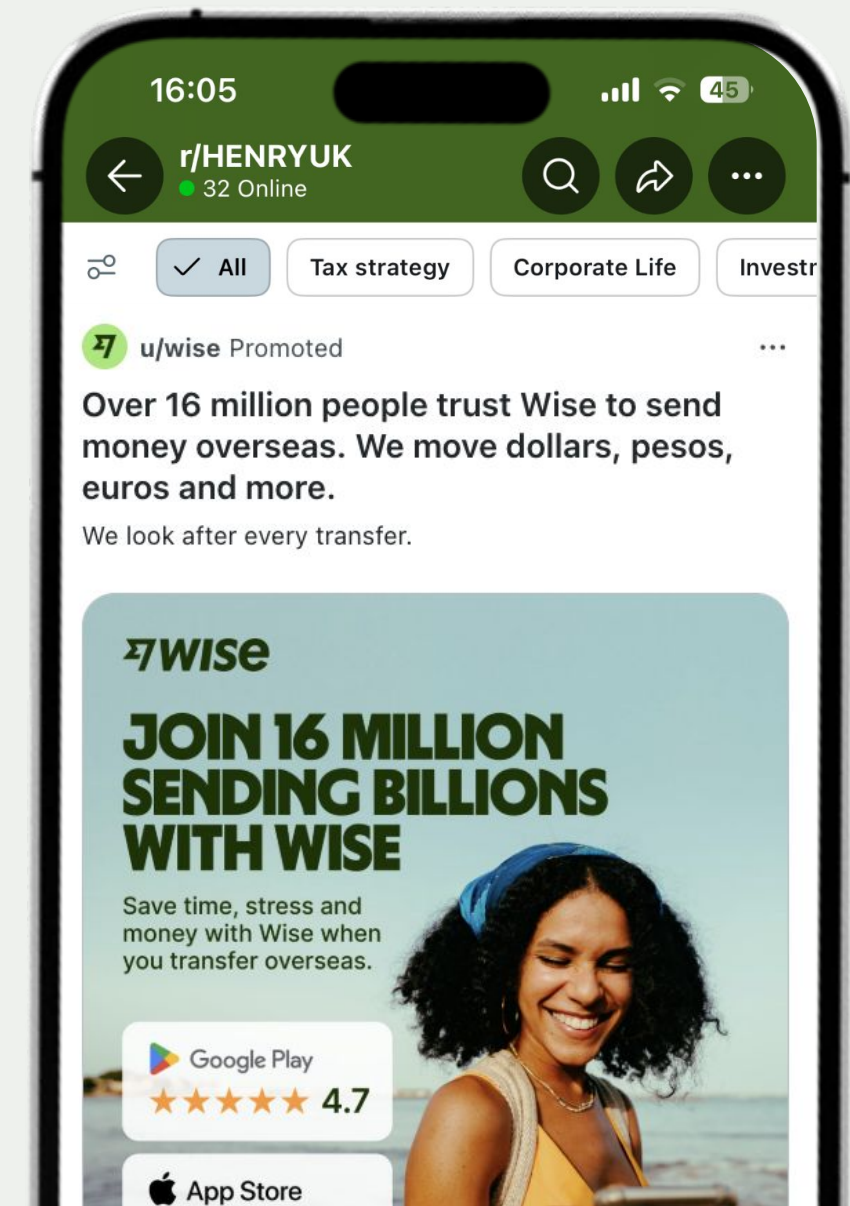 16:05
45
r/HENRYUK
32 Online
All
Tax strategy
Corporate Life
Investr
u/wise Promoted
Over 16 million people trust Wise to send
money overseas. We move dollars, pesos,
euros and more.
We look after every transfer.
WISe
JOIN 16 MILLION
SENDING BILLIONS
WITH WISE
Save time, stress and
money with Wise when
you transfer overseas.
Google Play
4.7
App Store